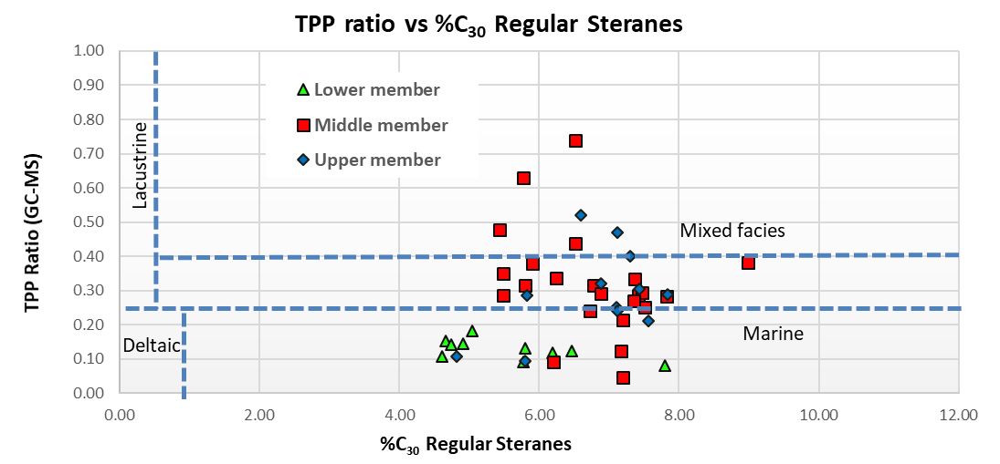 TPP ratio vs %C₃₀ Regular Steranes
1.00
0.90
0.80
0.70
0.60
0.50
0.40
0.30
0.20
0.10
0.00
TPP Ratio (GC-MS)
Lacustrine
Lower member
Middle member
Upper member
Mixed facies
Deltaic
Marine
0.00 2.00 4.00 6.00 8.00 10.00 12.00
%C₃₀ Regular Steranes